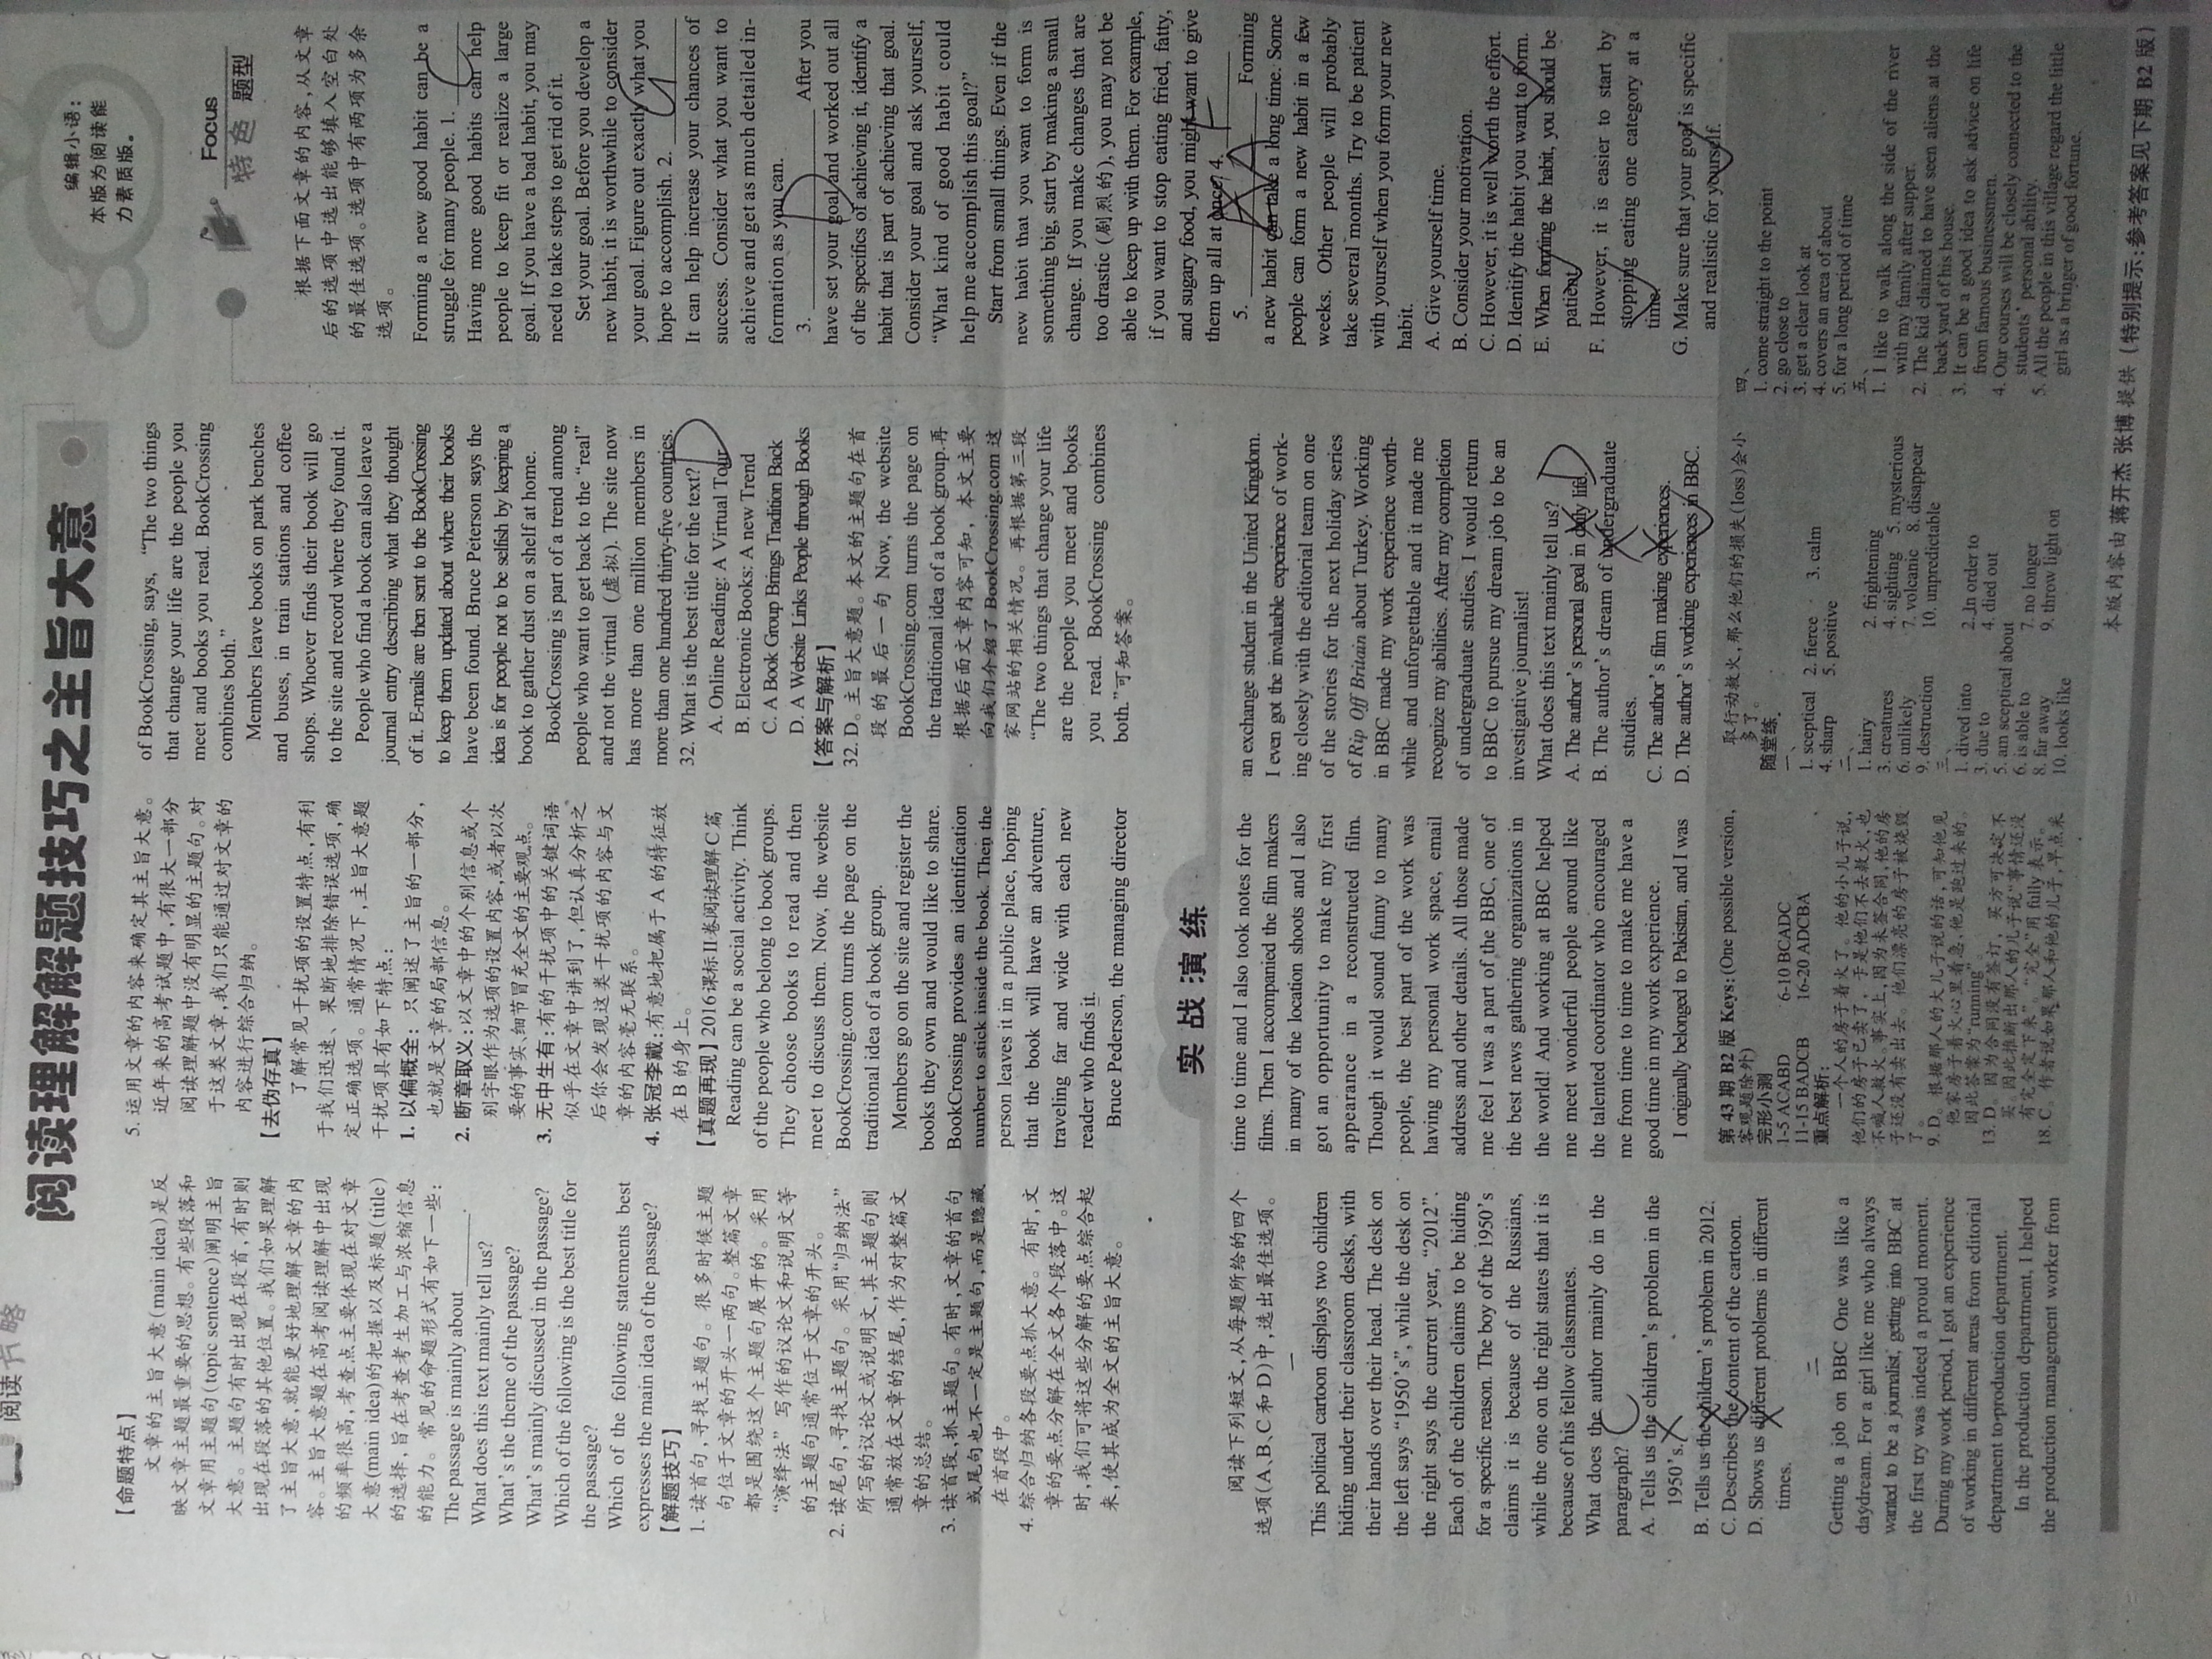 阅读方略
阅读理解解题技巧之主旨大意
编辑小语:
本版为阅读能
力素质版。
【命题特点】
文章的主旨大意(main idea)是反
映文章主题最重要的思想。有些段落和
文章用主题句(topic sentence)阐明主旨
大意。主题句有时出现在段首,有时则
出现在段落的其他位置。我们如果理解
了主旨大意,就能更好地理解文章的内
容。主旨大意题在高考阅读理解中出现
的频率很高,考查点主要体现在对文章
大意(main idea)的把握以及标题(title)
的选择,旨在考查考生加工与浓缩信息
的能力。常见的命题形式有如下一些:
The passage is mainly about ______.
What does this text mainly tell us?
What's the theme of the passage?
What's mainly discussed in the passage?
Which of the following is the best title for
the passage?
Which of the following statements best
expresses the main idea of the passage?
【解题技巧】
1. 读首句,寻找主题句。很多时候主题
句位于文章的开头一两句。整篇文章
都是围绕这个主题句展开的。采用
“演绎法”写作的议论文和说明文等
的主题句通常位于文章的开头。
2. 读尾句,寻找主题句。采用“归纳法”
所写的议论文或说明文,其主题句则
通常放在文章的结尾,作为对整篇文
章的总结。
3. 读首段,抓主题句。有时,文章的首句
或尾句也不一定是主题句,而是隐藏
在首段中。
4. 综合归纳各段要点抓大意。有时,文
章的要点分解在全文各个段落中。这
时,我们可将这些分解的要点综合起
来,使其成为全文的主旨大意。
5. 运用文章的内容来确定其主旨大意。
近年来的高考试题中,有很大一部分
阅读理解题中没有明显的主题句。对
于这类文章,我们只能通过对文章的
内容进行综合归纳。
【去伪存真】
了解常见干扰项的设置特点,有利
于我们迅速、果断地排除错误选项,确
定正确选项。通常情况下,主旨大意题
干扰项具有如下特点:
1. 以偏概全: 只阐述了主旨的一部分,
也就是文章的局部信息。
2. 断章取义:以文章中的个别信息或个
别字眼作为选项的设置内容,或者以次
要的事实、细节冒充全文的主要观点。
3. 无中生有:有的干扰项中的关键词语
似乎在文章中讲到了,但认真分析之
后你会发现这类干扰项的内容与文
章的内容毫无联系。
4. 张冠李戴:有意地把属于 A 的特征放
在 B 的身上。
【真题再现】2016课标Ⅱ卷阅读理解C篇
Reading can be a social activity. Think
of the people who belong to book groups.
They choose books to read and then
meet to discuss them. Now, the website
BookCrossing.com turns the page on the
traditional idea of a book group.
Members go on the site and register the
books they own and would like to share.
BookCrossing provides an identification
number to stick inside the book. Then the
person leaves it in a public place, hoping
that the book will have an adventure,
traveling far and wide with each new
reader who finds it.
Bruce Pederson, the managing director
of BookCrossing, says, “The two things
that change your life are the people you
meet and books you read. BookCrossing
combines both.”
Members leave books on park benches
and buses, in train stations and coffee
shops. Whoever finds their book will go
to the site and record where they found it.
People who find a book can also leave a
journal entry describing what they thought
of it. E-mails are then sent to the BookCrossing
to keep them updated about where their books
have been found. Bruce Peterson says the
idea is for people not to be selfish by keeping a
book to gather dust on a shelf at home.
BookCrossing is part of a trend among
people who want to get back to the “real”
and not the virtual (虚拟). The site now
has more than one million members in
more than one hundred thirty-five countries.
32. What is the best title for the text? D
A. Online Reading: A Virtual Tour
B. Electronic Books: A new Trend
C. A Book Group Brings Tradition Back
D. A Website Links People through Books
【答案与解析】
32. D。主旨大意题。本文的主题句在首
段的最后一句 Now, the website
BookCrossing.com turns the page on
the traditional idea of a book group.再
根据后面文章内容可知, 本文主要
向我们介绍了 BookCrossing.com 这
家网站的相关情况。再根据第三段
“The two things that change your life
are the people you meet and books
you read. BookCrossing combines
both.”可知答案。
Focus
特色 题型
根据下面文章的内容,从文章
后的选项中选出能够填入空白处
的最佳选项。选项中有两项为多余
选项。
Forming a new good habit can be a
struggle for many people. 1. C
Having more good habits can help
people to keep fit or realize a large
goal. If you have a bad habit, you may
need to take steps to get rid of it.
Set your goal. Before you develop a
new habit, it is worthwhile to consider
your goal. Figure out exactly what you
hope to accomplish. 2. G
It can help increase your chances of
success. Consider what you want to
achieve and get as much detailed in-
formation as you can.
3. D After you
have set your goal and worked out all
of the specifics of achieving it, identify a
habit that is part of achieving that goal.
Consider your goal and ask yourself,
“What kind of good habit could
help me accomplish this goal?”
Start from small things. Even if the
new habit that you want to form is
something big, start by making a small
change. If you make changes that are
too drastic (剧烈的), you may not be
able to keep up with them. For example,
if you want to stop eating fried, fatty,
and sugary food, you might want to give
them up all at once. 4. F
5. A Forming
a new habit can take a long time. Some
people can form a new habit in a few
weeks. Other people will probably
take several months. Try to be patient
with yourself when you form your new
habit.
A. Give yourself time.
B. Consider your motivation.
C. However, it is well worth the effort.
D. Identify the habit you want to form.
E. When forming the habit, you should be
patient.
F. However, it is easier to start by
stopping eating one category at a
time.
G. Make sure that your goal is specific
and realistic for yourself.
实战演练
阅读下列短文,从每题所给的四个
选项(A、B、C 和 D)中,选出最佳选项。
一
This political cartoon displays two children
hiding under their classroom desks, with
their hands over their head. The desk on
the left says “1950's”, while the desk on
the right says the current year, “2012”.
Each of the children claims to be hiding
for a specific reason. The boy of the 1950's
claims it is because of the Russians,
while the one on the right states that it is
because of his fellow classmates.
What does the author mainly do in the
paragraph? C
A. Tells us the children's problem in the
1950's.
B. Tells us the children's problem in 2012.
C. Describes the content of the cartoon.
D. Shows us different problems in different
times.
二
Getting a job on BBC One was like a
daydream. For a girl like me who always
wanted to be a journalist, getting into BBC at
the first try was indeed a proud moment.
During my work period, I got an experience
of working in different areas from editorial
department to production department.
In the production department, I helped
the production management worker from
time to time and I also took notes for the
films. Then I accompanied the film makers
in many of the location shoots and I also
got an opportunity to make my first
appearance in a reconstructed film.
Though it would sound funny to many
people, the best part of the work was
having my personal work space, email
address and other details. All those made
me feel I was a part of the BBC, one of
the best news gathering organizations in
the world! And working at BBC helped
me meet wonderful people around like
the talented coordinator who encouraged
me from time to time to make me have a
good time in my work experience.
I originally belonged to Pakistan, and I was
an exchange student in the United Kingdom.
I even got the invaluable experience of work-
ing closely with the editorial team on one
of the stories for the next holiday series
of Rip Off Britain about Turkey. Working
in BBC made my work experience worth-
while and unforgettable and it made me
recognize my abilities. After my completion
of undergraduate studies, I would return
to BBC to pursue my dream job to be an
investigative journalist!
What does this text mainly tell us? D
A. The author's personal goal in daily life.
B. The author's dream of undergraduate
studies.
C. The author's film making experiences.
D. The author's working experiences in BBC.
第 43 期 B2 版 Keys:(One possible version,
客观题除外)
完形小测
1-5 ACABD 6-10 BCADC
11-15 BADCB 16-20 ADCBA
重点解析:
一个人的房子着火了。他的小儿子说,
他们的房子已卖了,于是他们不去救火,也
不喊人救火。事实上,因为未签合同,他的房
子还没有卖出去。他们漂亮的房子被烧毁
了。
9. D。根据那人的大儿子说的话,可知他见
他家房子着火心里着急,他是跑过来的。
因此答案为“running”。
13. D。因为合同没有签订,买方可决定不
买。因此推断出那人的儿子说“事情还没
有完全定下来”。“完全”用 fully 表示。
18. C。作者说如果那人和他的儿子,早点采
取行动救火,那么他们的损失(loss)会小
多了。
随堂练
一、
1. sceptical 2. fierce 3. calm
4. sharp 5. positive
二、
1. hairy 2. frightening
3. creatures 4. sighting 5. mysterious
6. unlikely 7. volcanic 8. disappear
9. destruction 10. unpredictable
三、
1. dived into 2. In order to
3. due to 4. died out
5. am sceptical about
6. is able to 7. no longer
8. far away 9. throw light on
10. looks like
四、
1. come straight to the point
2. go close to
3. get a clear look at
4. covers an area of about
5. for a long period of time
五、
1. I like to walk along the side of the river
with my family after supper.
2. The kid claimed to have seen aliens at the
back yard of his house.
3. It can be a good idea to ask advice on life
from famous businessmen.
4. Our courses will be closely connected to the
students' personal ability.
5. All the people in this village regard the little
girl as a bringer of good fortune.
本版内容由 蒋开杰 张博 提供 (特别提示:参考答案见下期 B2 版)